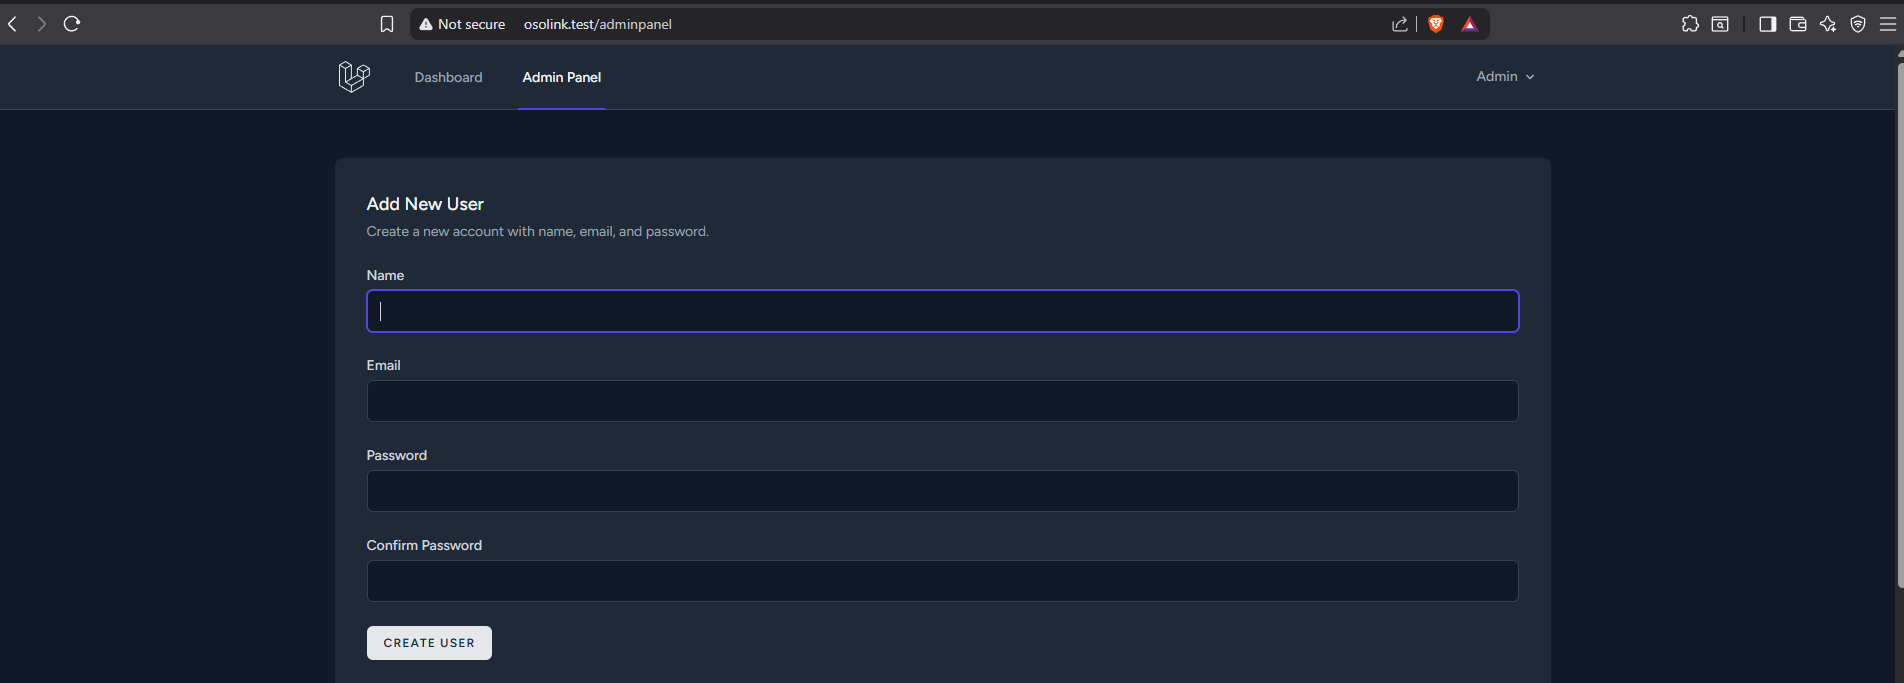 Not secure osolink.test/adminpanel
Dashboard Admin Panel Admin
Add New User
Create a new account with name, email, and password.
Name
Email
Password
Confirm Password
CREATE USER